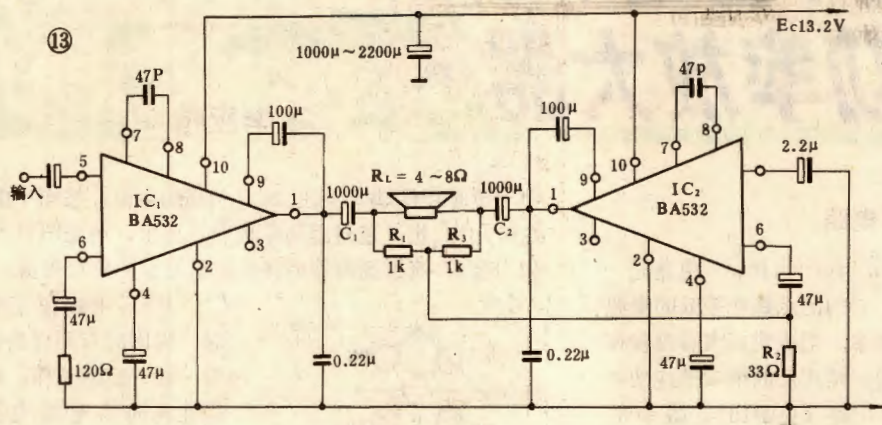 ⑬
Ec13.2V
1000μ~2200μ
47P
7
8
100μ
10
9
输入
5
IC₁
BA532
1
6
3
2
4
47μ
120Ω
47μ
1000μ
C₁
R_L = 4 ~8Ω
1000μ
C₂
R₁
1k
R₃
1k
0.22μ
0.22μ
47p
7
8
100μ
10
9
2.2μ
1
IC₂
BA532
6
3
2
4
47μ
47μ
R₂
33Ω